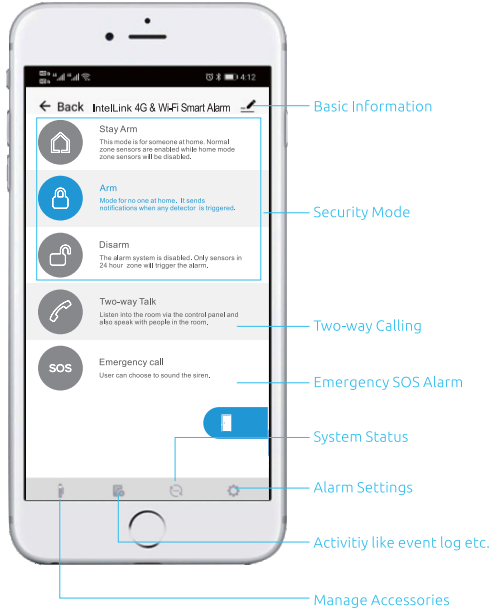 4:12
← Back IntelLink 4G & Wi-Fi Smart Alarm
Basic Information
Stay Arm
This mode is for someone at home. Normal
zone sensors are enabled while home mode
zone sensors will be disabled.
Arm
Mode for no one at home. It sends
notifications when any detector is triggered.
Security Mode
Disarm
The alarm system is disabled. Only sensors in
24 hour zone will trigger the alarm.
Two-way Talk
Listen into the room via the control panel and
also speak with people in the room.
Two-way Calling
SOS
Emergency call
User can choose to sound the siren.
Emergency SOS Alarm
System Status
Alarm Settings
Activitiy like event log etc.
Manage Accessories